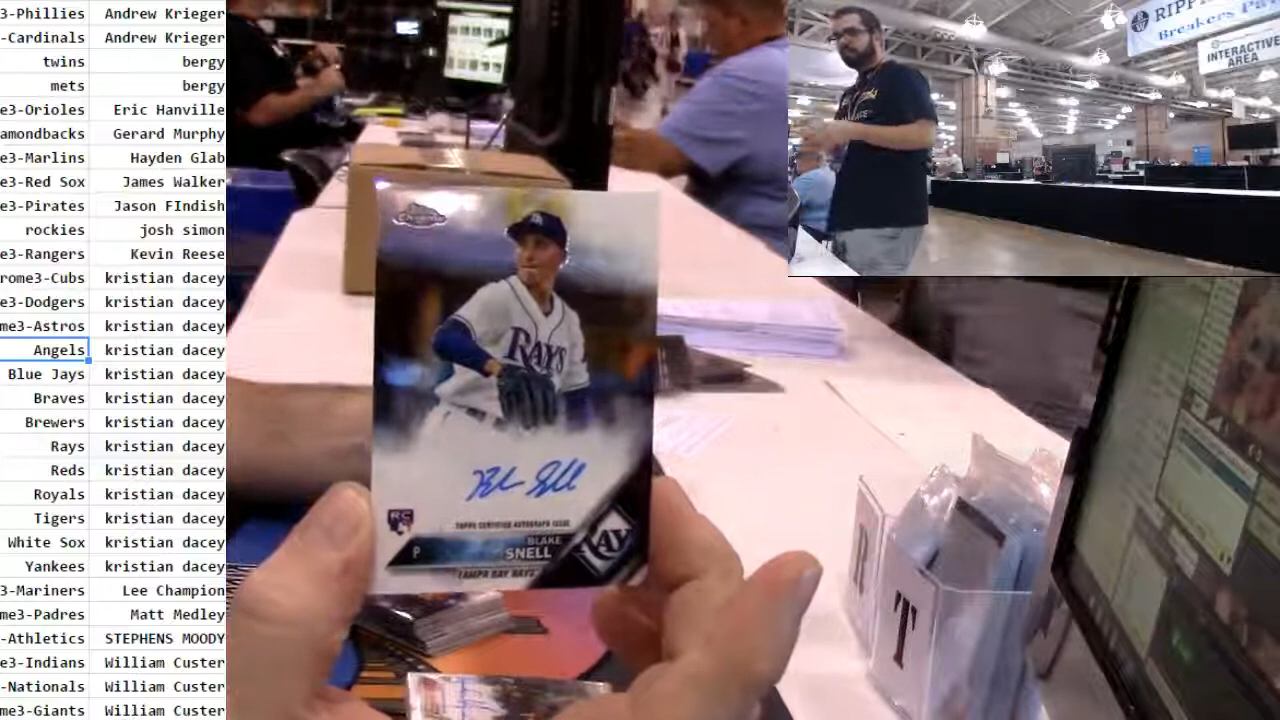 3-Phillies Andrew Krieger
-Cardinals Andrew Krieger
twins bergy
mets bergy
e3-Orioles Eric Hanville
amondbacks Gerard Murphy
e3-Marlins Hayden Glab
e3-Red Sox James Walker
e3-Pirates Jason FIndish
rockies josh simon
e3-Rangers Kevin Reese
rome3-Cubs kristian dacey
e3-Dodgers kristian dacey
me3-Astros kristian dacey
Angels kristian dacey
Blue Jays kristian dacey
Braves kristian dacey
Brewers kristian dacey
Rays kristian dacey
Reds kristian dacey
Royals kristian dacey
Tigers kristian dacey
White Sox kristian dacey
Yankees kristian dacey
3-Mariners Lee Champion
me3-Padres Matt Medley
-Athletics STEPHENS MOODY
e3-Indians William Custer
-Nationals William Custer
me3-Giants William Custer
RIPP
Breakers Pa
INTERACTIVE
AREA
RAYS
RC
TOPPS CERTIFIED AUTOGRAPH ISSUE
P
BLAKE
SNELL
TAMPA BAY RAYS
RAY
T